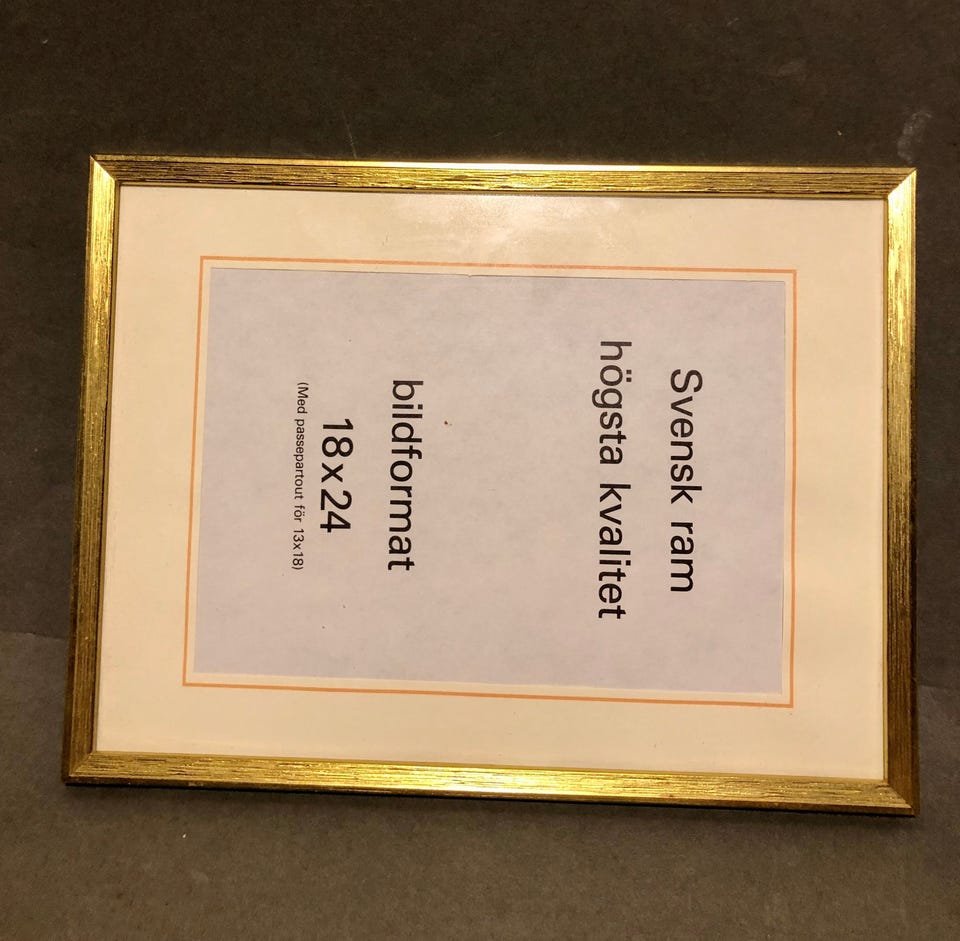 Svensk ram
högsta kvalitet
bildformat
18x24
(Med passepartout för 13x18)